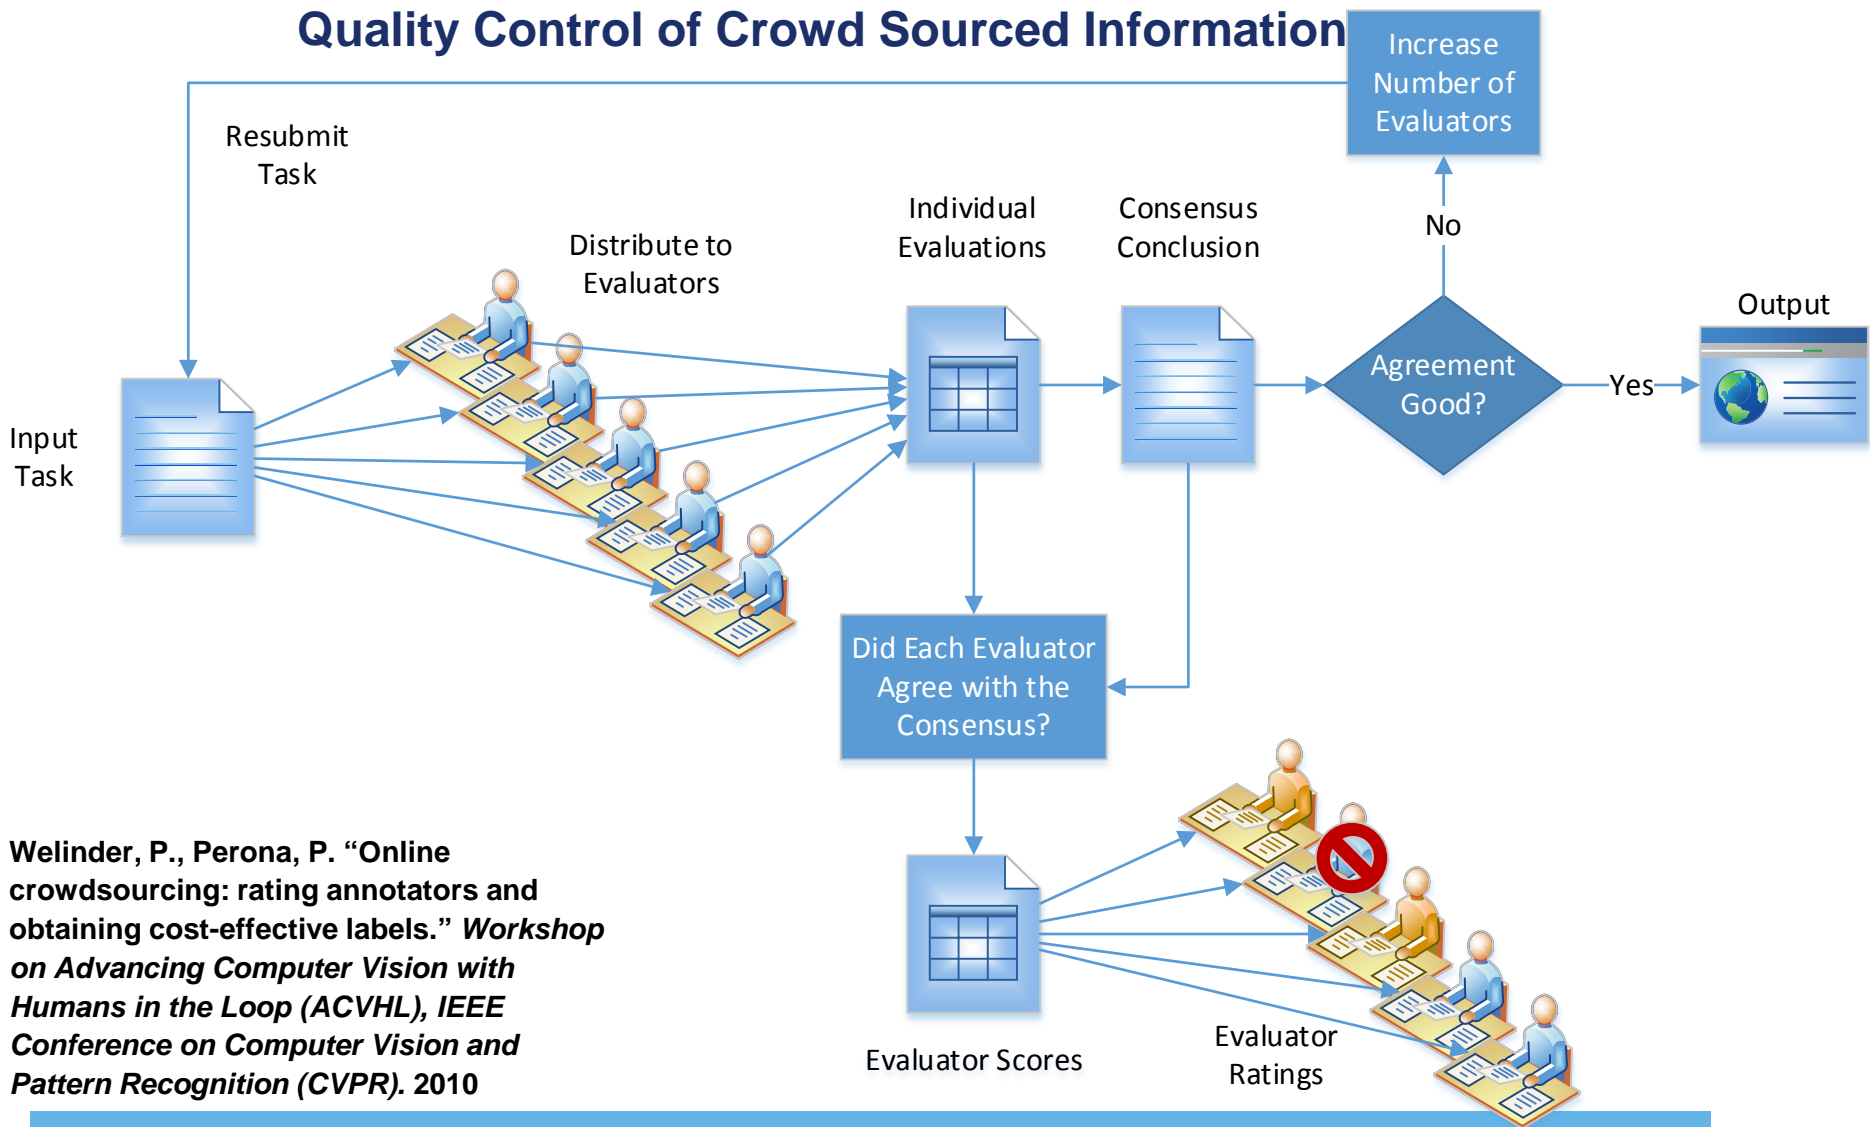 Quality Control of Crowd Sourced Information
Increase
Number of
Evaluators
Resubmit
Task
Individual
Evaluations
Consensus
Conclusion
No
Distribute to
Evaluators
Output
Agreement
Good?
Yes
Input
Task
Did Each Evaluator
Agree with the
Consensus?
Welinder, P., Perona, P. “Online
crowdsourcing: rating annotators and
obtaining cost-effective labels.” Workshop
on Advancing Computer Vision with
Humans in the Loop (ACVHL), IEEE
Conference on Computer Vision and
Pattern Recognition (CVPR). 2010
Evaluator Scores
Evaluator
Ratings